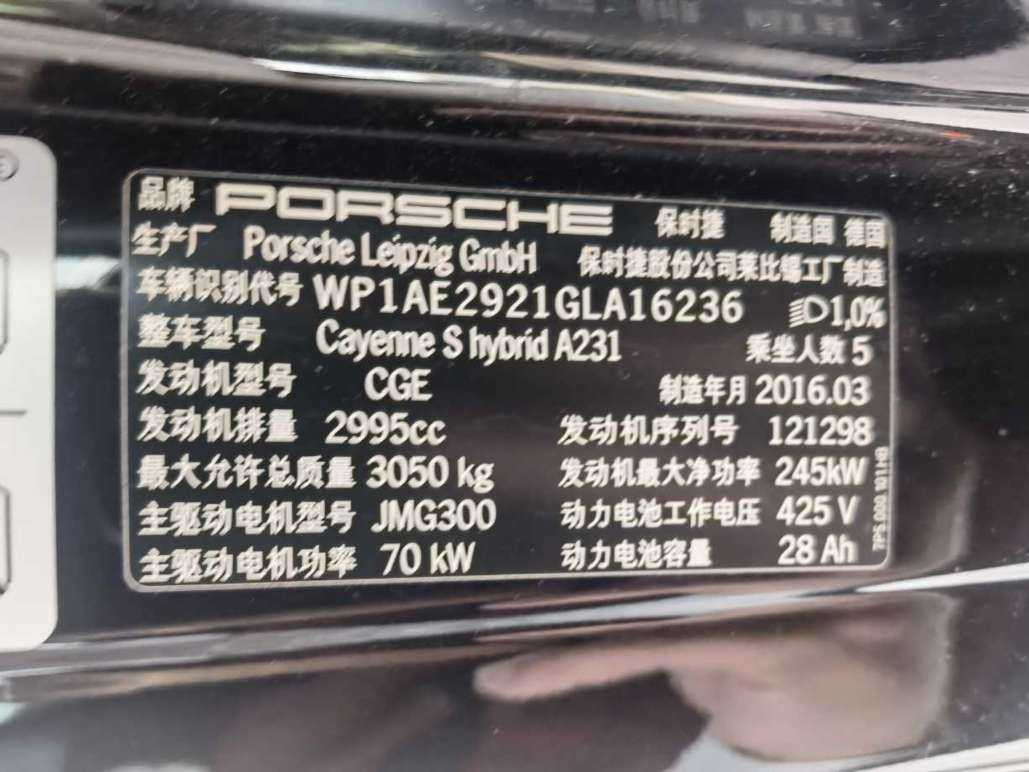 品牌 PORSCHE 保时捷 制造国 德国
生产厂 Porsche Leipzig GmbH 保时捷股份公司莱比锡工厂制造
车辆识别代号 WP1AE2921GLA16236 1,0%
整车型号 Cayenne S hybrid A231 乘坐人数 5
发动机型号 CGE 制造年月 2016.03
发动机排量 2995cc 发动机序列号 121298
最大允许总质量 3050 kg 发动机最大净功率 245kW
主驱动电机型号 JMG300 动力电池工作电压 425 V
主驱动电机功率 70 kW 动力电池容量 28 Ah